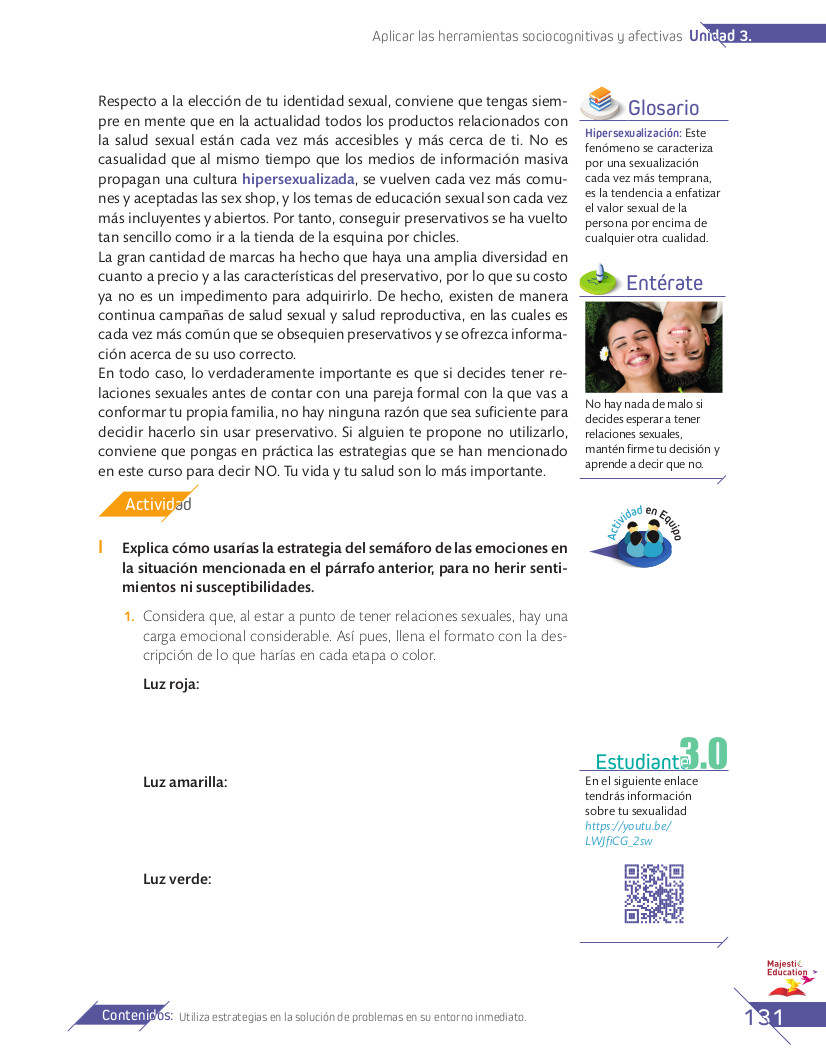 Aplicar las herramientas sociocognitivas y afectivas Unidad 3.
Respecto a la elección de tu identidad sexual, conviene que tengas siem-
pre en mente que en la actualidad todos los productos relacionados con
la salud sexual están cada vez más accesibles y más cerca de ti. No es
casualidad que al mismo tiempo que los medios de información masiva
propagan una cultura hipersexualizada, se vuelven cada vez más comu-
nes y aceptadas las sex shop, y los temas de educación sexual son cada vez
más incluyentes y abiertos. Por tanto, conseguir preservativos se ha vuelto
tan sencillo como ir a la tienda de la esquina por chicles.
La gran cantidad de marcas ha hecho que haya una amplia diversidad en
cuanto a precio y a las características del preservativo, por lo que su costo
ya no es un impedimento para adquirirlo. De hecho, existen de manera
continua campañas de salud sexual y salud reproductiva, en las cuales es
cada vez más común que se obsequien preservativos y se ofrezca informa-
ción acerca de su uso correcto.
En todo caso, lo verdaderamente importante es que si decides tener re-
laciones sexuales antes de contar con una pareja formal con la que vas a
conformar tu propia familia, no hay ninguna razón que sea suficiente para
decidir hacerlo sin usar preservativo. Si alguien te propone no utilizarlo,
conviene que pongas en práctica las estrategias que se han mencionado
en este curso para decir NO. Tu vida y tu salud son lo más importante.
Actividad
I Explica cómo usarías la estrategia del semáforo de las emociones en
la situación mencionada en el párrafo anterior, para no herir senti-
mientos ni susceptibilidades.
1. Considera que, al estar a punto de tener relaciones sexuales, hay una
carga emocional considerable. Así pues, llena el formato con la des-
cripción de lo que harías en cada etapa o color.
Luz roja:
Luz amarilla:
Luz verde:
Glosario
Hipersexualización: Este
fenómeno se caracteriza
por una sexualización
cada vez más temprana,
es la tendencia a enfatizar
el valor sexual de la
persona por encima de
cualquier otra cualidad.
Entérate
No hay nada de malo si
decides esperar a tener
relaciones sexuales,
mantén firme tu decisión y
aprende a decir que no.
Actividad en Equipo
Estudiante 3.0
En el siguiente enlace
tendrás información
sobre tu sexualidad
https://youtu.be/
LWJfiCG_2sw
Majestic
Education
Contenidos: Utiliza estrategias en la solución de problemas en su entorno inmediato.
131